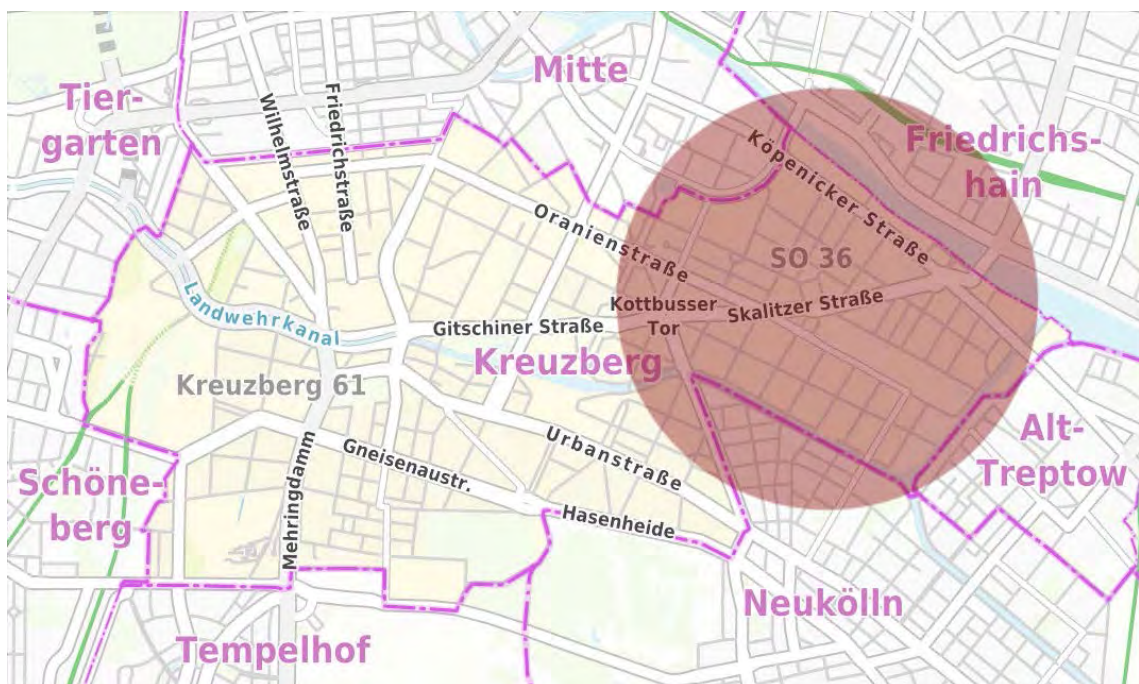 Mitte
Tier-
garten
Wilhelmstraße
Friedrichstraße
Köpenicker Straße
Friedrichs-
hain
Oranienstraße
SO 36
Landwehrkanal
Kottbusser
Tor
Skalitzer Straße
Gitschiner Straße
Kreuzberg
Kreuzberg 61
Urbanstraße
Alt-
Treptow
Gneisenaustr.
Schöne-
berg
Mehringdamm
Hasenheide
Neukölln
Tempelhof